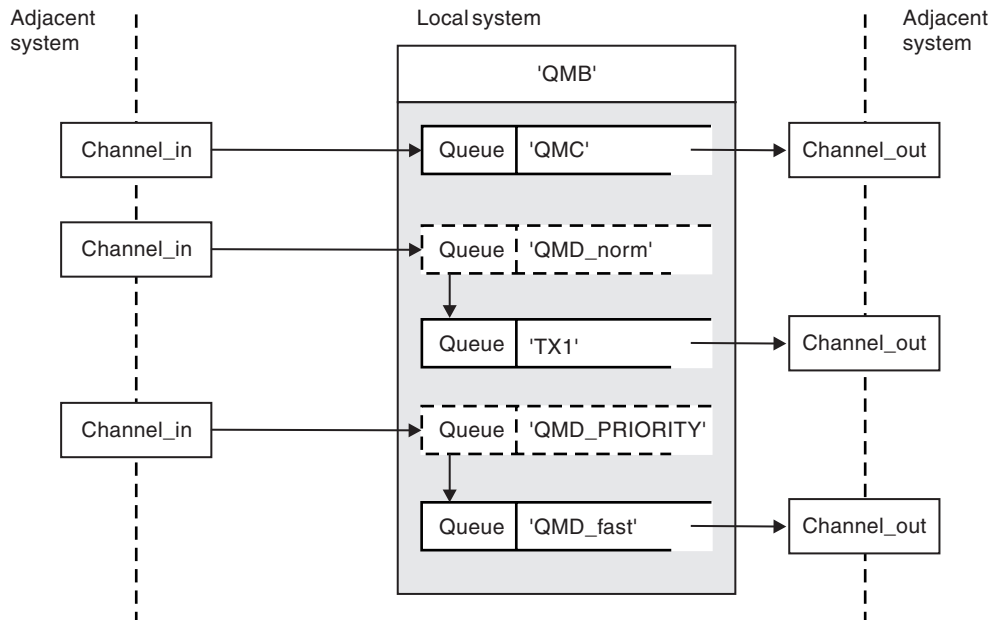 Adjacent
system
Local system
Adjacent
system
'QMB'
Channel_in
Queue 'QMC'
Channel_out
Channel_in
Queue 'QMD_norm'
Queue 'TX1'
Channel_out
Channel_in
Queue 'QMD_PRIORITY'
Queue 'QMD_fast'
Channel_out